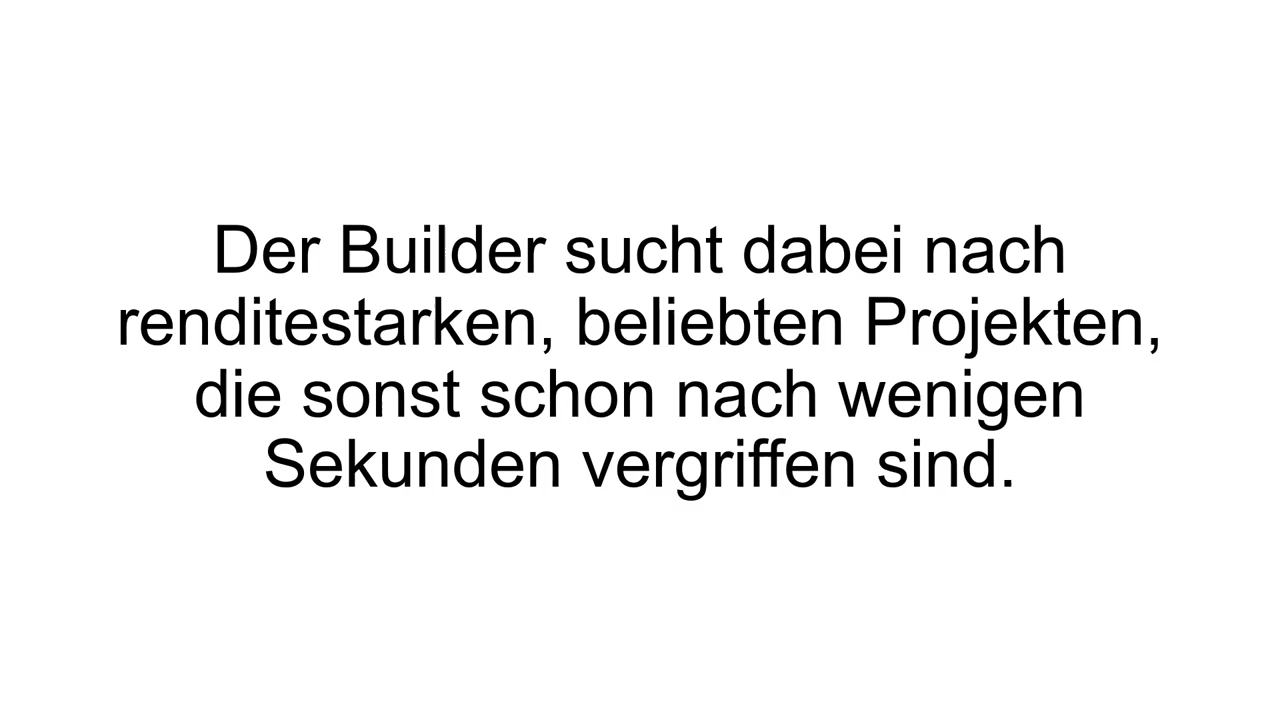 Der Builder sucht dabei nach
renditestarken, beliebten Projekten,
die sonst schon nach wenigen
Sekunden vergriffen sind.